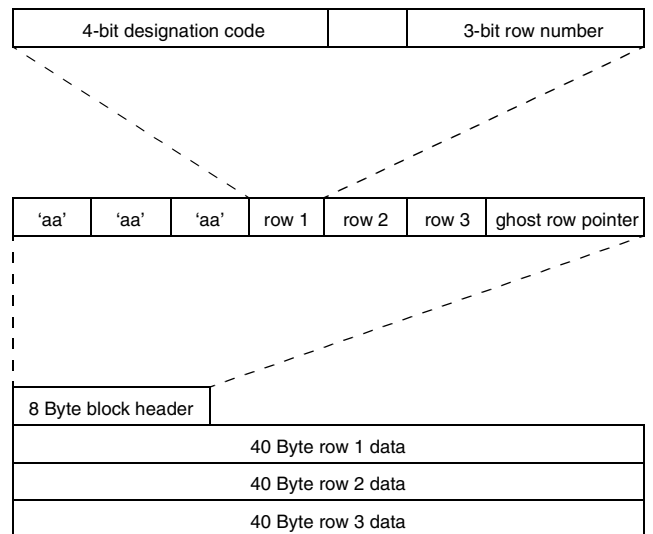 4-bit designation code 3-bit row number
‘aa’ ‘aa’ ‘aa’ row 1 row 2 row 3 ghost row pointer
8 Byte block header
40 Byte row 1 data
40 Byte row 2 data
40 Byte row 3 data